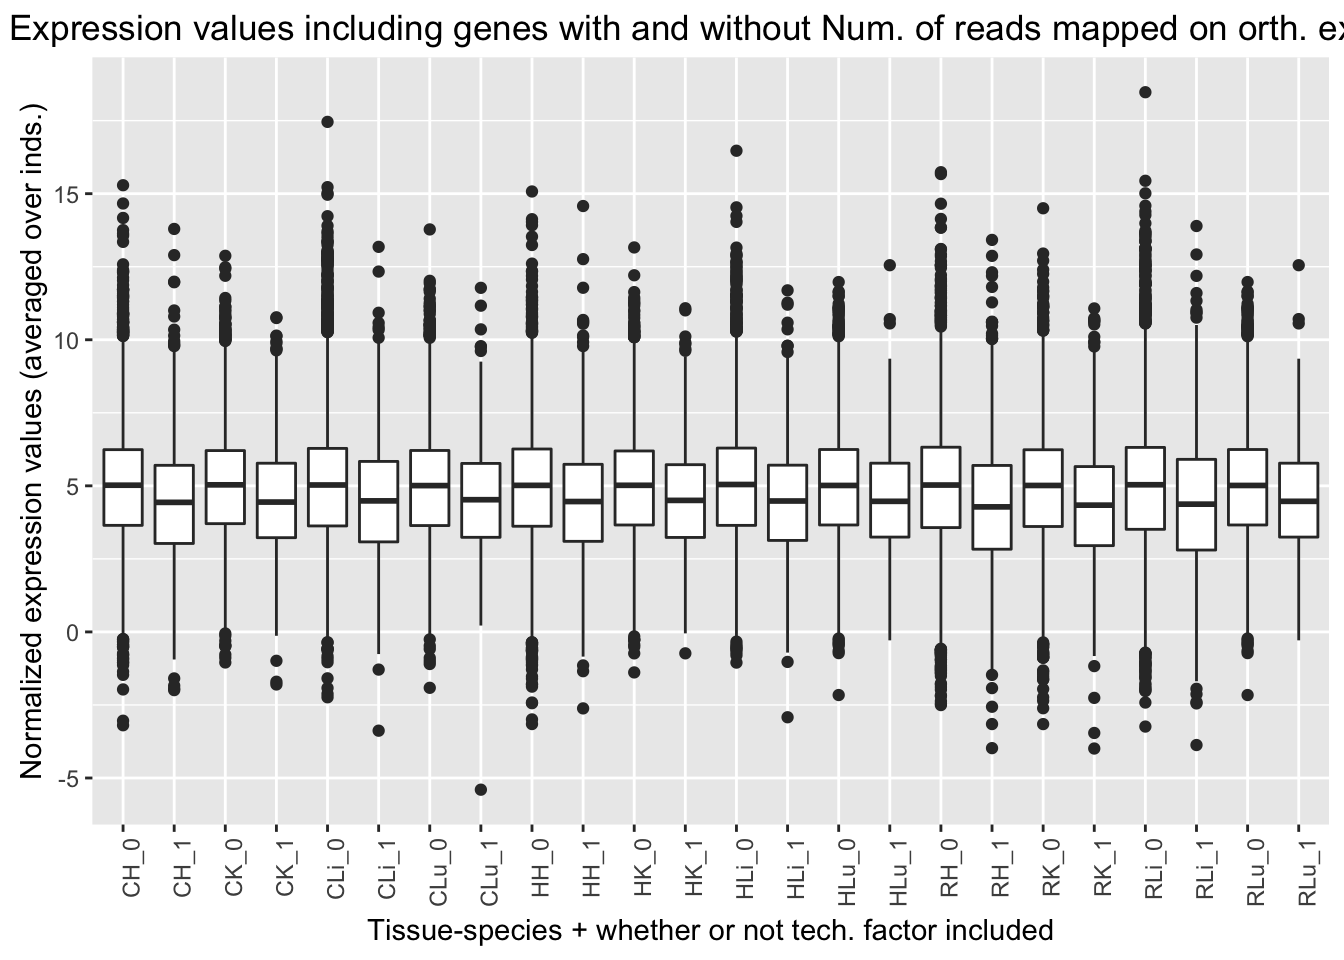 Expression values including genes with and without Num. of reads mapped on orth. ex
Normalized expression values (averaged over inds.)
15
10
5
0
-5
CH_0
CH_1
CK_0
CK_1
CLi_0
CLi_1
CLu_0
CLu_1
HH_0
HH_1
HK_0
HK_1
HLi_0
HLi_1
HLu_0
HLu_1
RH_0
RH_1
RK_0
RK_1
RLi_0
RLi_1
RLu_0
RLu_1
Tissue-species + whether or not tech. factor included